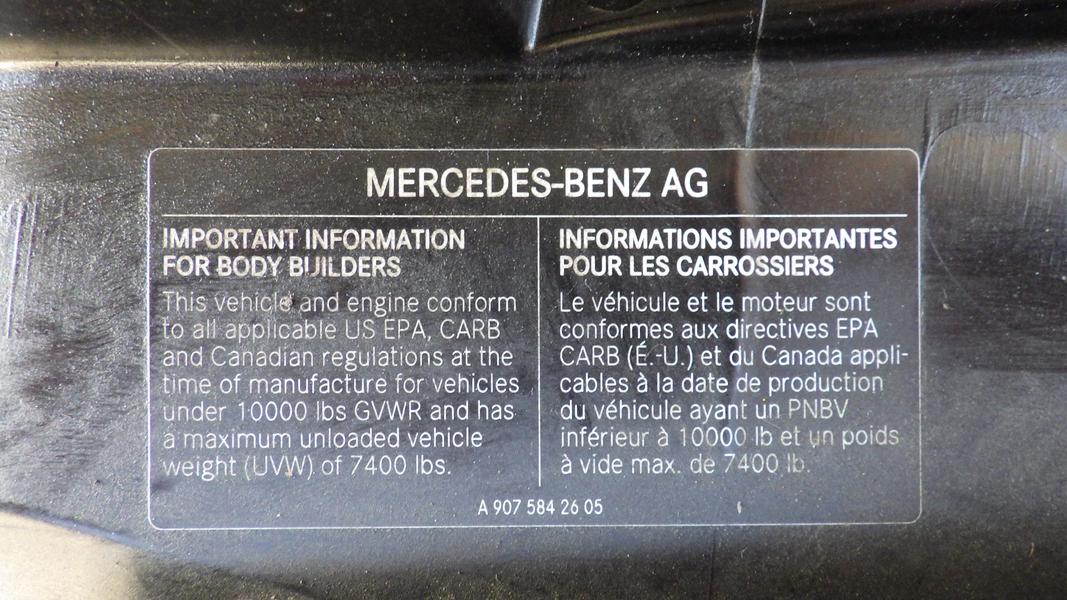 MERCEDES-BENZ AG
IMPORTANT INFORMATION
FOR BODY BUILDERS
This vehicle and engine conform
to all applicable US EPA, CARB
and Canadian regulations at the
time of manufacture for vehicles
under 10000 lbs GVWR and has
a maximum unloaded vehicle
weight (UVW) of 7400 lbs.
INFORMATIONS IMPORTANTES
POUR LES CARROSSIERS
Le véhicule et le moteur sont
conformes aux directives EPA
CARB (É.-U.) et du Canada appli-
cables à la date de production
du véhicule ayant un PNBV
inférieur à 10000 lb et un poids
à vide max. de 7400 lb.
A 907 584 26 05